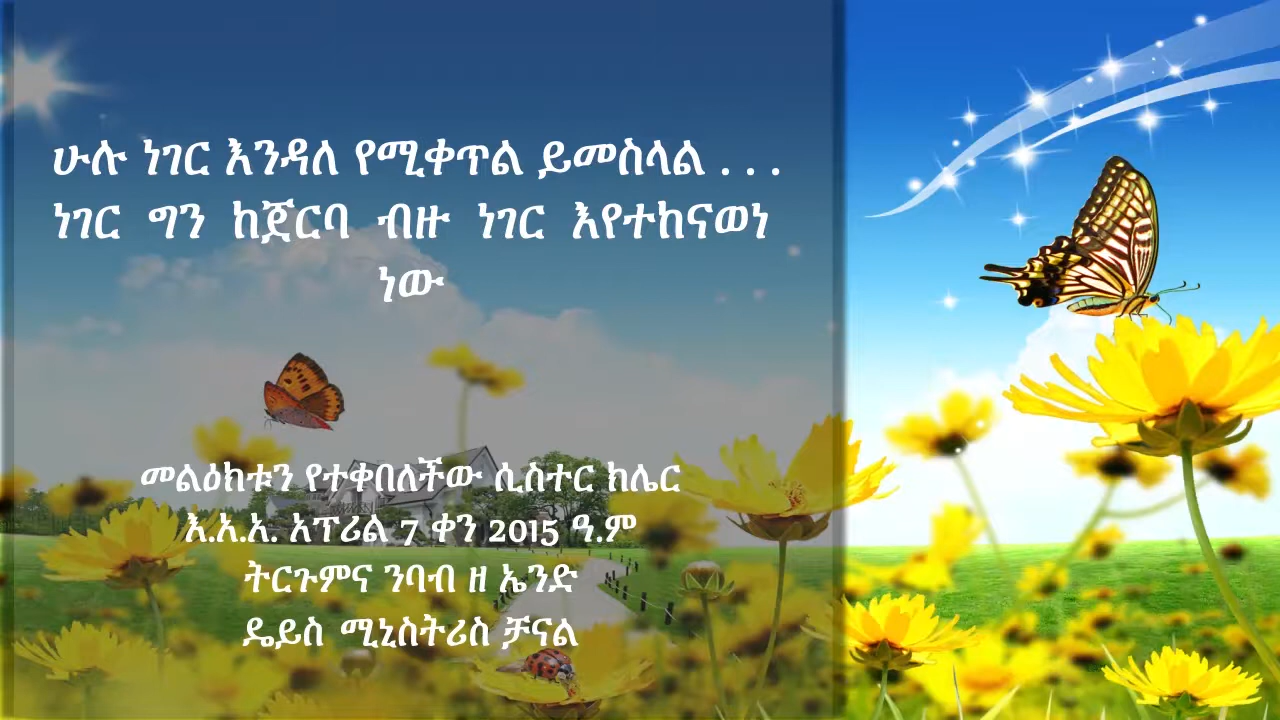 ሁሉ ነገር እንዳለ የሚቀጥል ይመስላል . . .
ነገር ግን ከጀርባ ብዙ ነገር እየተከናወነ
ነው
መልዕክቱን የተቀበለችው ሲስተር ክሌር
እ.አ.አ. አፕሪል 7 ቀን 2015 ዓ.ም
ትርጉምና ንባብ ዘ ኤንድ
ዴይስ ሚኒስትሪስ ቻናል